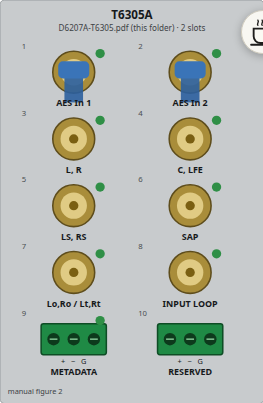 T6305A
D6207A-T6305.pdf (this folder) · 2 slots
1 2
AES In 1 AES In 2
3 4
L, R C, LFE
5 6
LS, RS SAP
7 8
Lo,Ro / Lt,Rt INPUT LOOP
9 10
+ − G + − G
METADATA RESERVED
manual figure 2